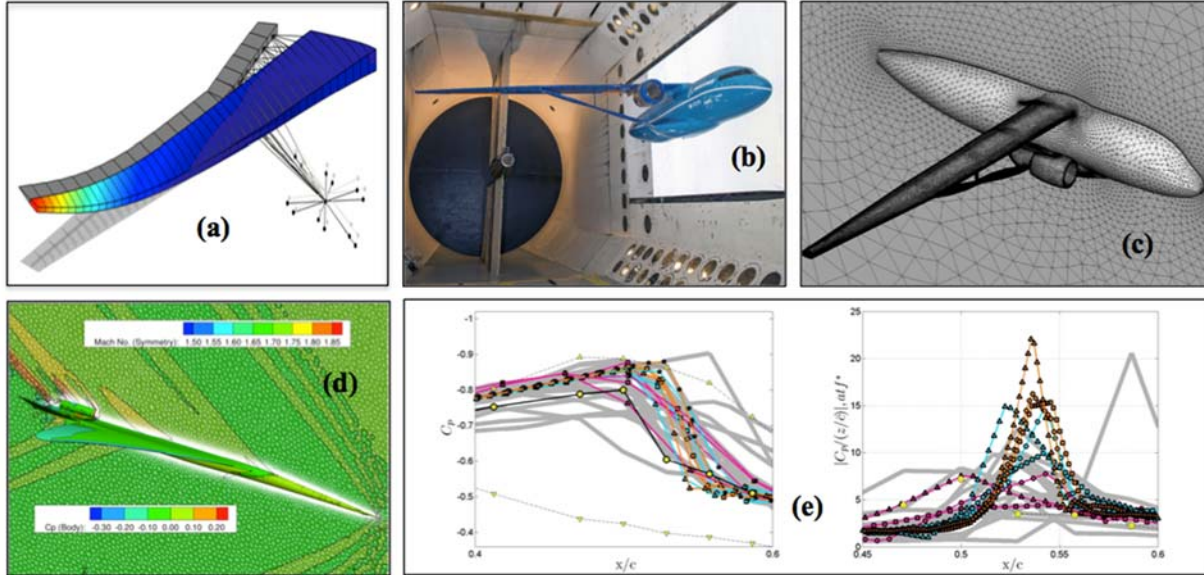 (a)
(b)
(c)
Mach No. (Symmetry): 1.50 1.55 1.60 1.65 1.70 1.75 1.80 1.85
(d)
Cp (Body): -0.30 -0.20 -0.10 0.00 0.10 0.20
-1
-0.9
-0.8
-0.7
-0.6
-0.5
-0.4
C_p
0.4
0.6
x/c
(e)
25
20
15
10
5
0
|C_p/(z/c̄)|, at f*
0.45
0.5
0.55
0.6
x/c